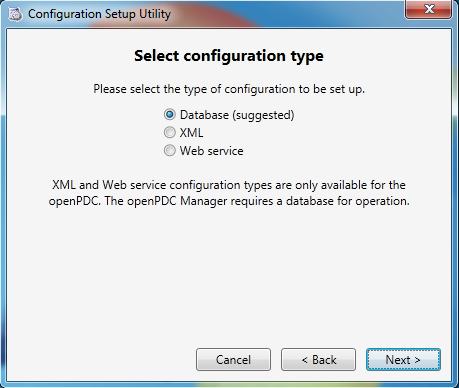 Configuration Setup Utility
Select configuration type
Please select the type of configuration to be set up.
Database (suggested)
XML
Web service
XML and Web service configuration types are only available for the
openPDC. The openPDC Manager requires a database for operation.
Cancel
< Back
Next >